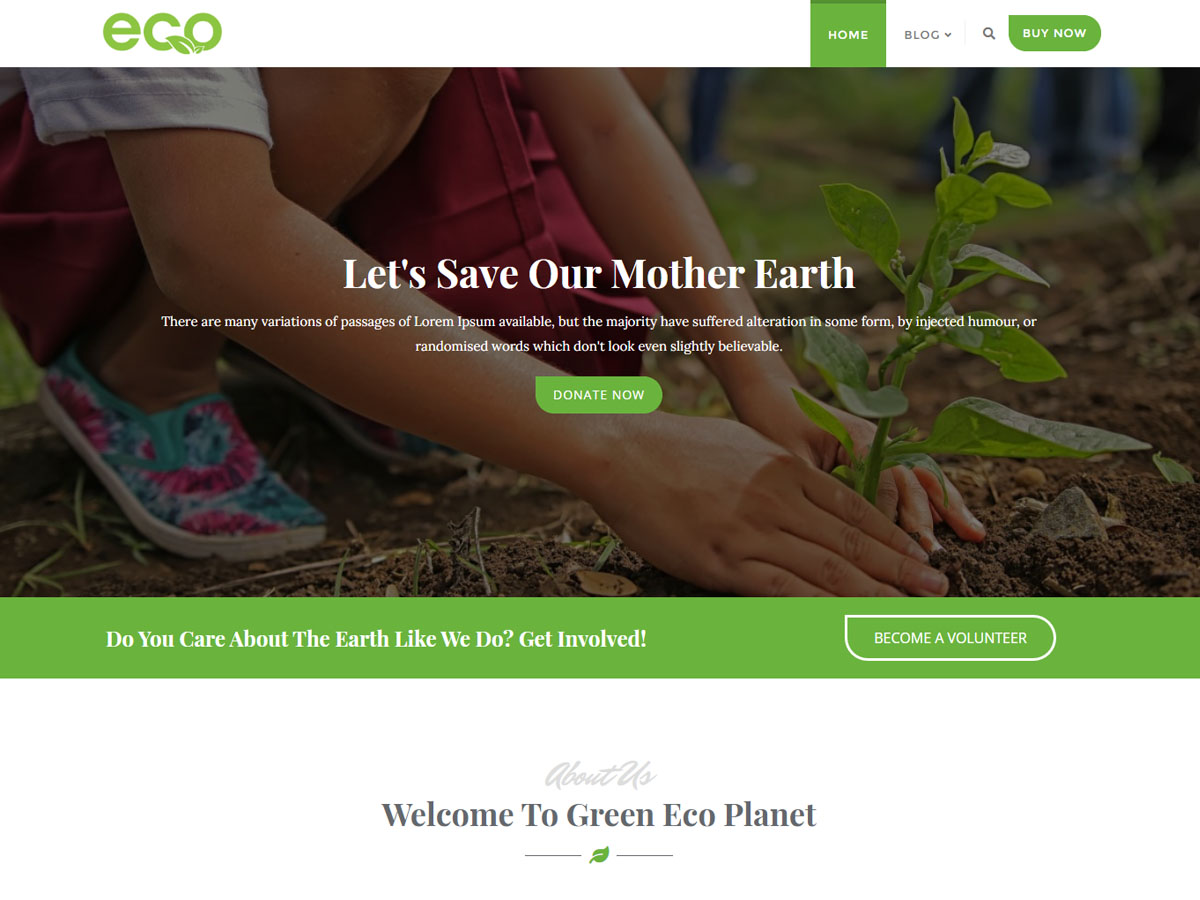 eco
HOME
BLOG
BUY NOW
Let's Save Our Mother Earth
There are many variations of passages of Lorem Ipsum available, but the majority have suffered alteration in some form, by injected humour, or
randomised words which don't look even slightly believable.
DONATE NOW
Do You Care About The Earth Like We Do? Get Involved!
BECOME A VOLUNTEER
About Us
Welcome To Green Eco Planet